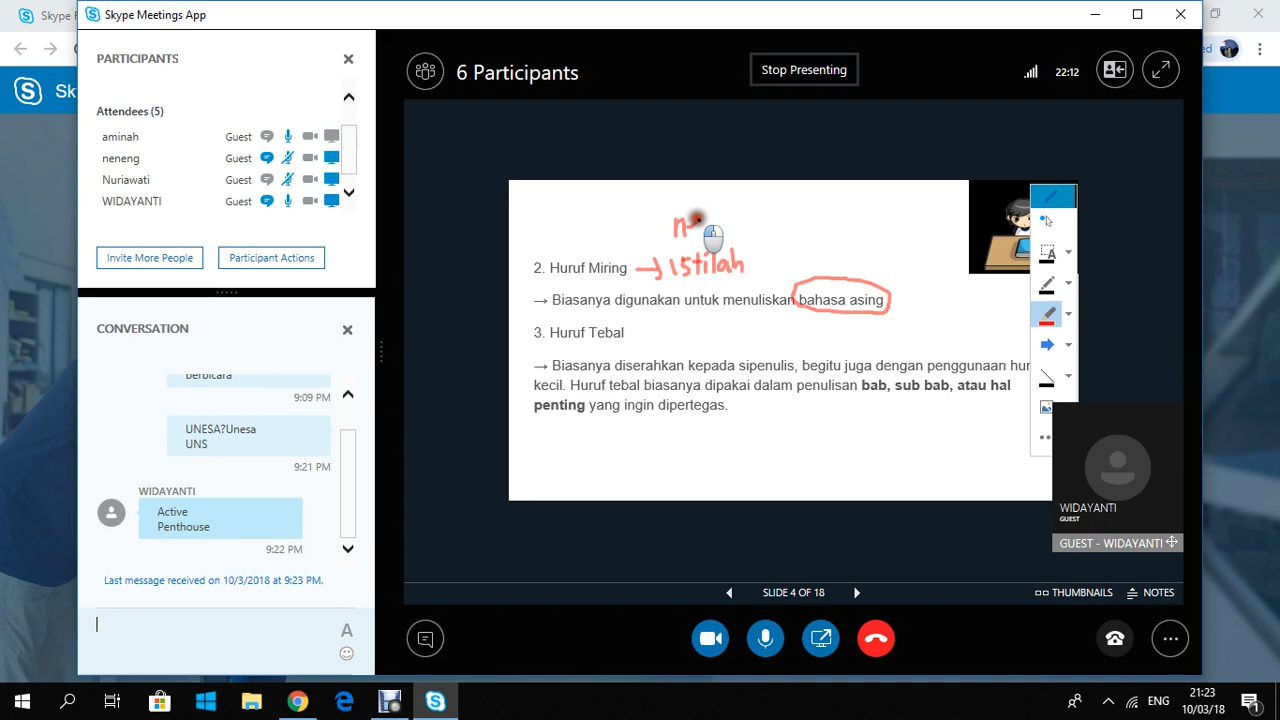 Skype
Skype Meetings App
ed
Sk
PARTICIPANTS
Attendees (5)
aminah Guest
neneng Guest
Nuriawati Guest
WIDAYANTI Guest
Invite More People
Participant Actions
CONVERSATION
berbicara
9:09 PM
UNESA?Unesa
UNS
9:21 PM
WIDAYANTI
Active
Penthouse
9:22 PM
Last message received on 10/3/2018 at 9:23 PM.
A
6 Participants
Stop Presenting
22:12
n
2. Huruf Miring → istilah
→ Biasanya digunakan untuk menuliskan bahasa asing
3. Huruf Tebal
→ Biasanya diserahkan kepada sipenulis, begitu juga dengan penggunaan hur
kecil. Huruf tebal biasanya dipakai dalam penulisan bab, sub bab, atau hal
penting yang ingin dipertegas.
A
WIDAYANTI
GUEST
GUEST - WIDAYANTI
SLIDE 4 OF 18
THUMBNAILS
NOTES
ENG
21:23
10/03/18
1